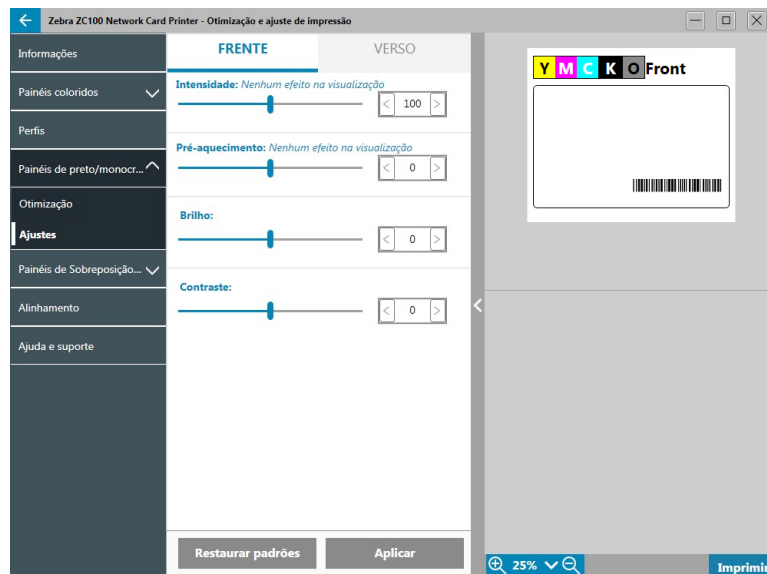 Zebra ZC100 Network Card Printer - Otimização e ajuste de impressão
Informações
Painéis coloridos
Perfis
Painéis de preto/monocr...
Otimização
Ajustes
Painéis de Sobreposição...
Alinhamento
Ajuda e suporte
FRENTE VERSO
Intensidade: Nenhum efeito na visualização
< 100 >
Pré-aquecimento: Nenhum efeito na visualização
< 0 >
Brilho:
< 0 >
Contraste:
< 0 >
Restaurar padrões Aplicar
Y M C K O Front
25%
Imprimir